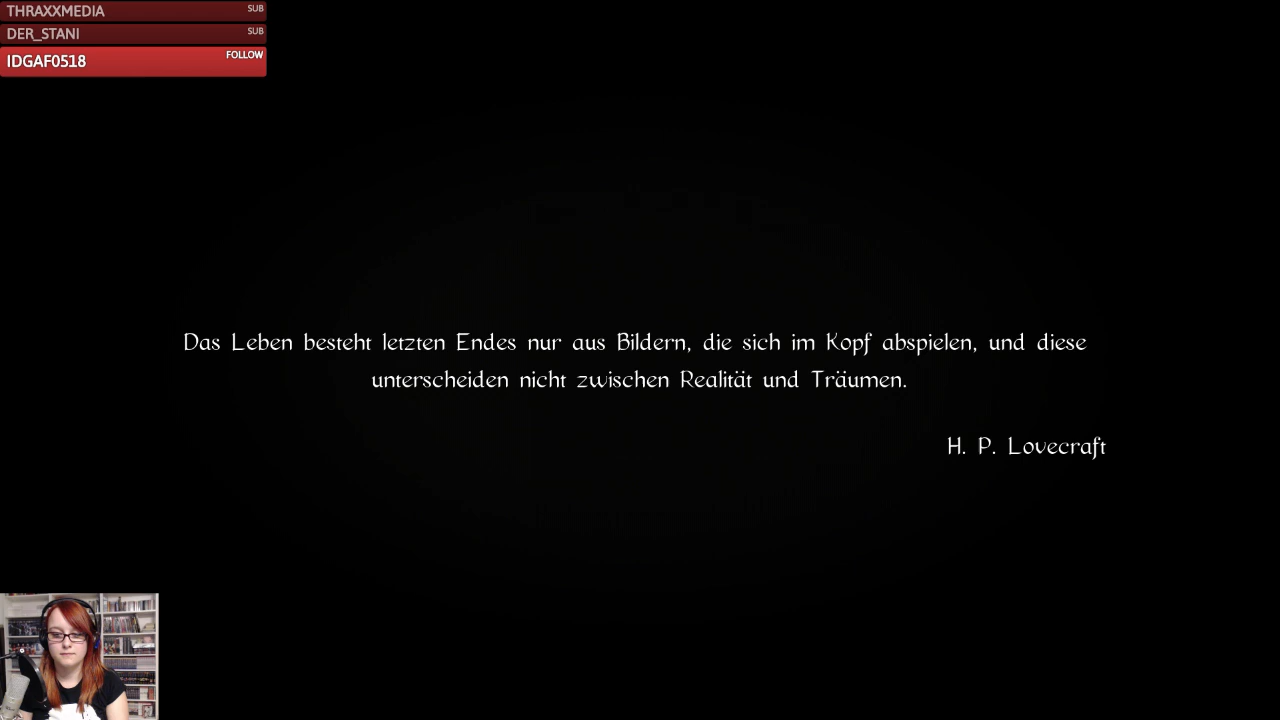 THRAXXMEDIA SUB
DER_STANI SUB
IDGAF0518 FOLLOW
Das Leben besteht letzten Endes nur aus Bildern, die sich im Kopf abspielen, und diese
unterscheiden nicht zwischen Realität und Träumen.
H. P. Lovecraft